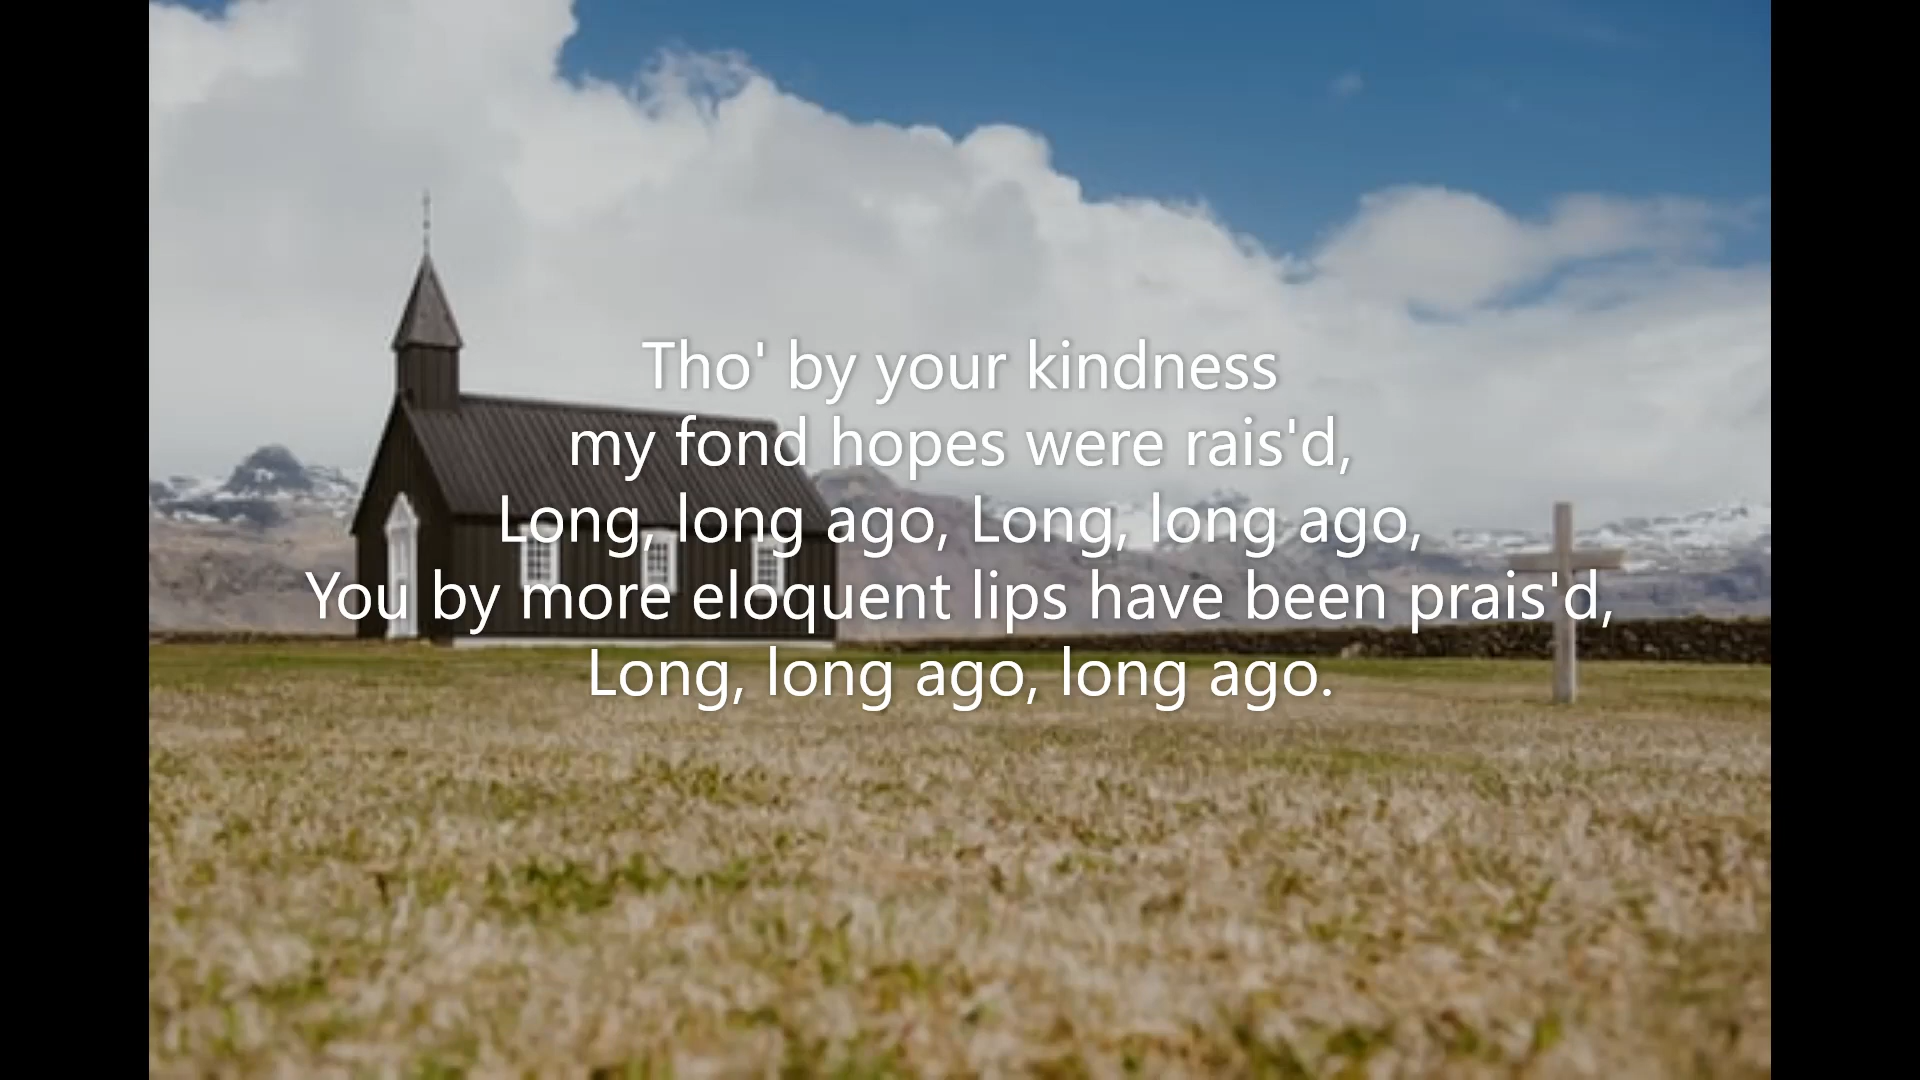 Tho' by your kindness
my fond hopes were rais'd,
Long, long ago, Long, long ago,
You by more eloquent lips have been prais'd,
Long, long ago, long ago.